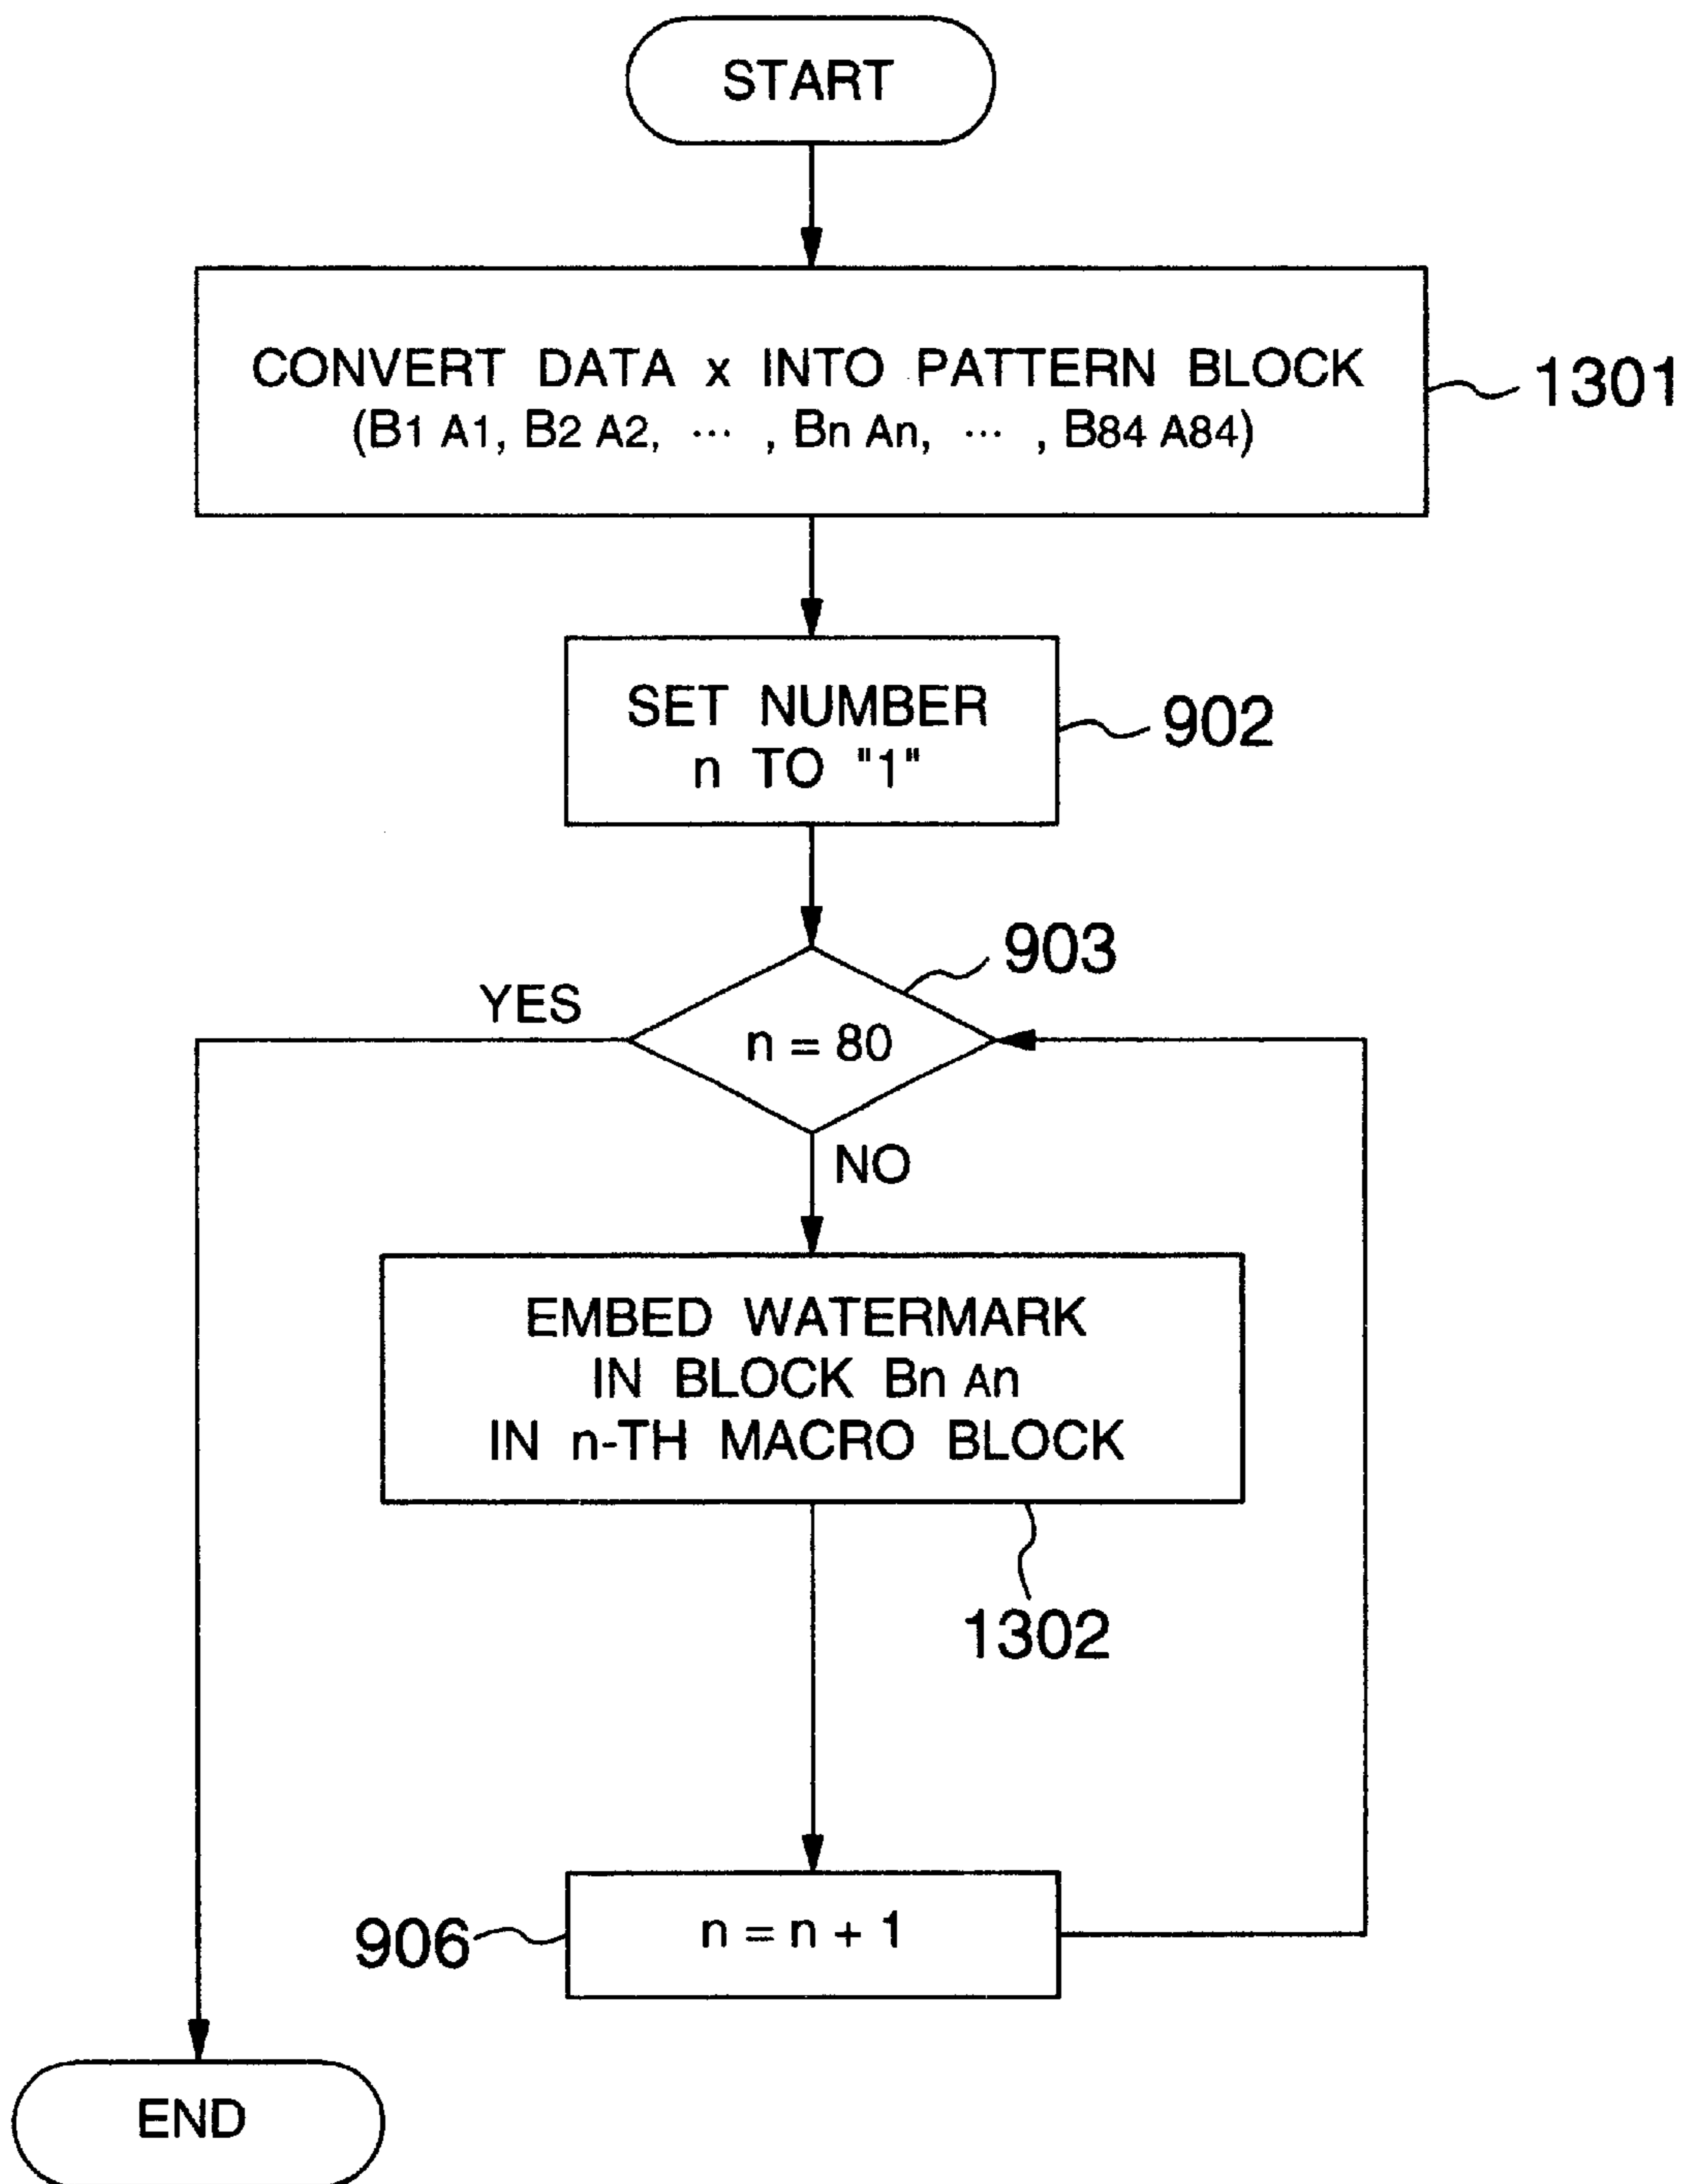 START
CONVERT DATA x INTO PATTERN BLOCK
(B1 A1, B2 A2, ··· , Bn An, ··· , B84 A84)
1301
SET NUMBER
n TO "1"
902
903
YES
n = 80
NO
EMBED WATERMARK
IN BLOCK Bn An
IN n-TH MACRO BLOCK
1302
906
n = n + 1
END